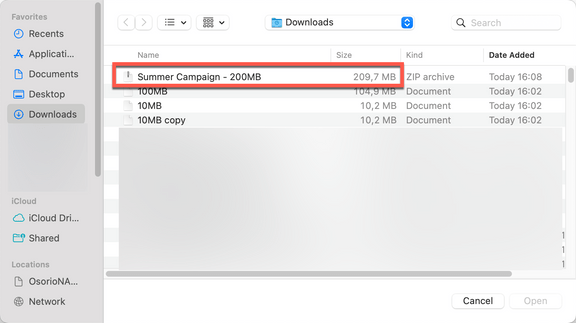 Favorites
Recents
Applicati...
Documents
Desktop
Downloads
iCloud
iCloud Dri...
Shared
Locations
OsorioNA...
Network
Downloads
Search
Name Size Kind Date Added
Summer Campaign - 200MB 209,7 MB ZIP archive Today 16:08
100MB 104,9 MB Document Today 16:02
10MB 10,2 MB Document Today 16:02
10MB copy 10,2 MB Document Today 16:02
1
1
1
Cancel Open